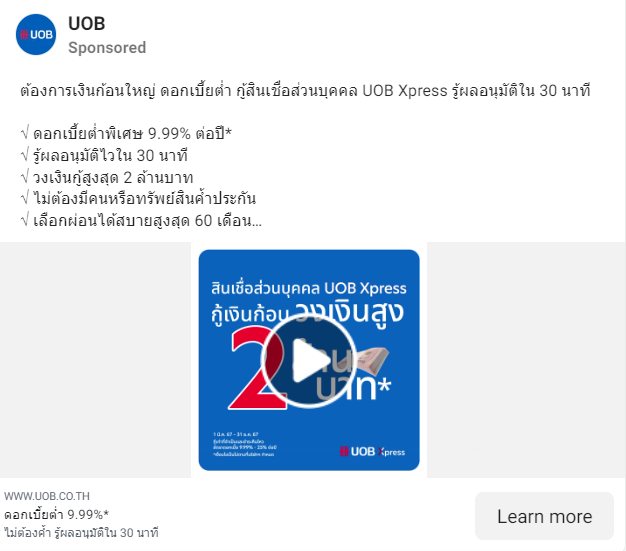 UOB
UOB
Sponsored
ต้องการเงินก้อนใหญ่ ดอกเบี้ยต่ำ กู้สินเชื่อส่วนบุคคล UOB Xpress รู้ผลอนุมัติใน 30 นาที
√ ดอกเบี้ยต่ำพิเศษ 9.99% ต่อปี*
√ รู้ผลอนุมัติไวใน 30 นาที
√ วงเงินกู้สูงสุด 2 ล้านบาท
√ ไม่ต้องมีคนหรือทรัพย์สินค้ำประกัน
√ เลือกผ่อนได้สบายสูงสุด 60 เดือน...
สินเชื่อส่วนบุคคล UOB Xpress
กู้เงินก้อน วงเงินสูง
2
บาท*
1 มี.ค. 67 - 31 ธ.ค. 67
UOB Xpress
WWW.UOB.CO.TH
ดอกเบี้ยต่ำ 9.99%*
ไม่ต้องค้ำ รู้ผลอนุมัติใน 30 นาที
Learn more